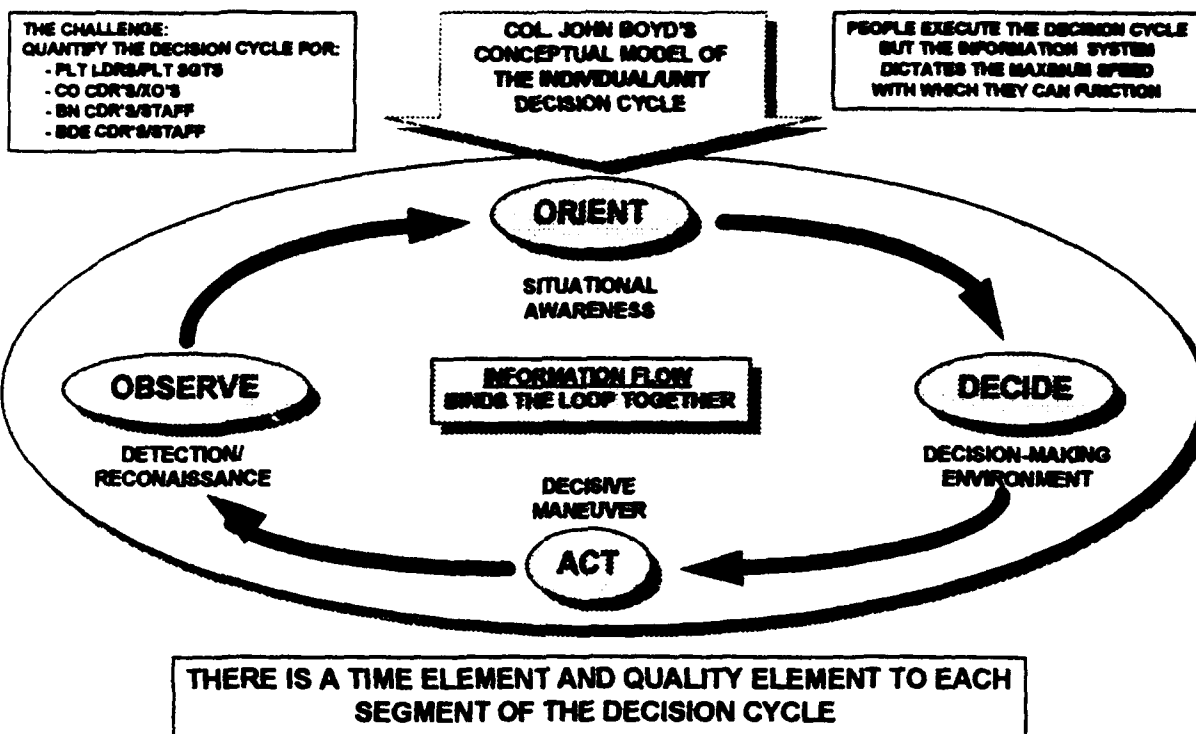 THE CHALLENGE:
QUANTIFY THE DECISION CYCLE FOR:
- PLT LDRS/PLT SGTS
- CO CDR'S/XO'S
- BN CDR'S/STAFF
- BDE CDR'S/STAFF
COL. JOHN BOYD'S
CONCEPTUAL MODEL OF
THE INDIVIDUAL/UNIT
DECISION CYCLE
PEOPLE EXECUTE THE DECISION CYCLE
BUT THE INFORMATION SYSTEM
DICTATES THE MAXIMUM SPEED
WITH WHICH THEY CAN FUNCTION
ORIENT
SITUATIONAL
AWARENESS
OBSERVE
DETECTION/
RECONAISSANCE
INFORMATION FLOW
BINDS THE LOOP TOGETHER
DECIDE
DECISION-MAKING
ENVIRONMENT
DECISIVE
MANEUVER
ACT
THERE IS A TIME ELEMENT AND QUALITY ELEMENT TO EACH
SEGMENT OF THE DECISION CYCLE